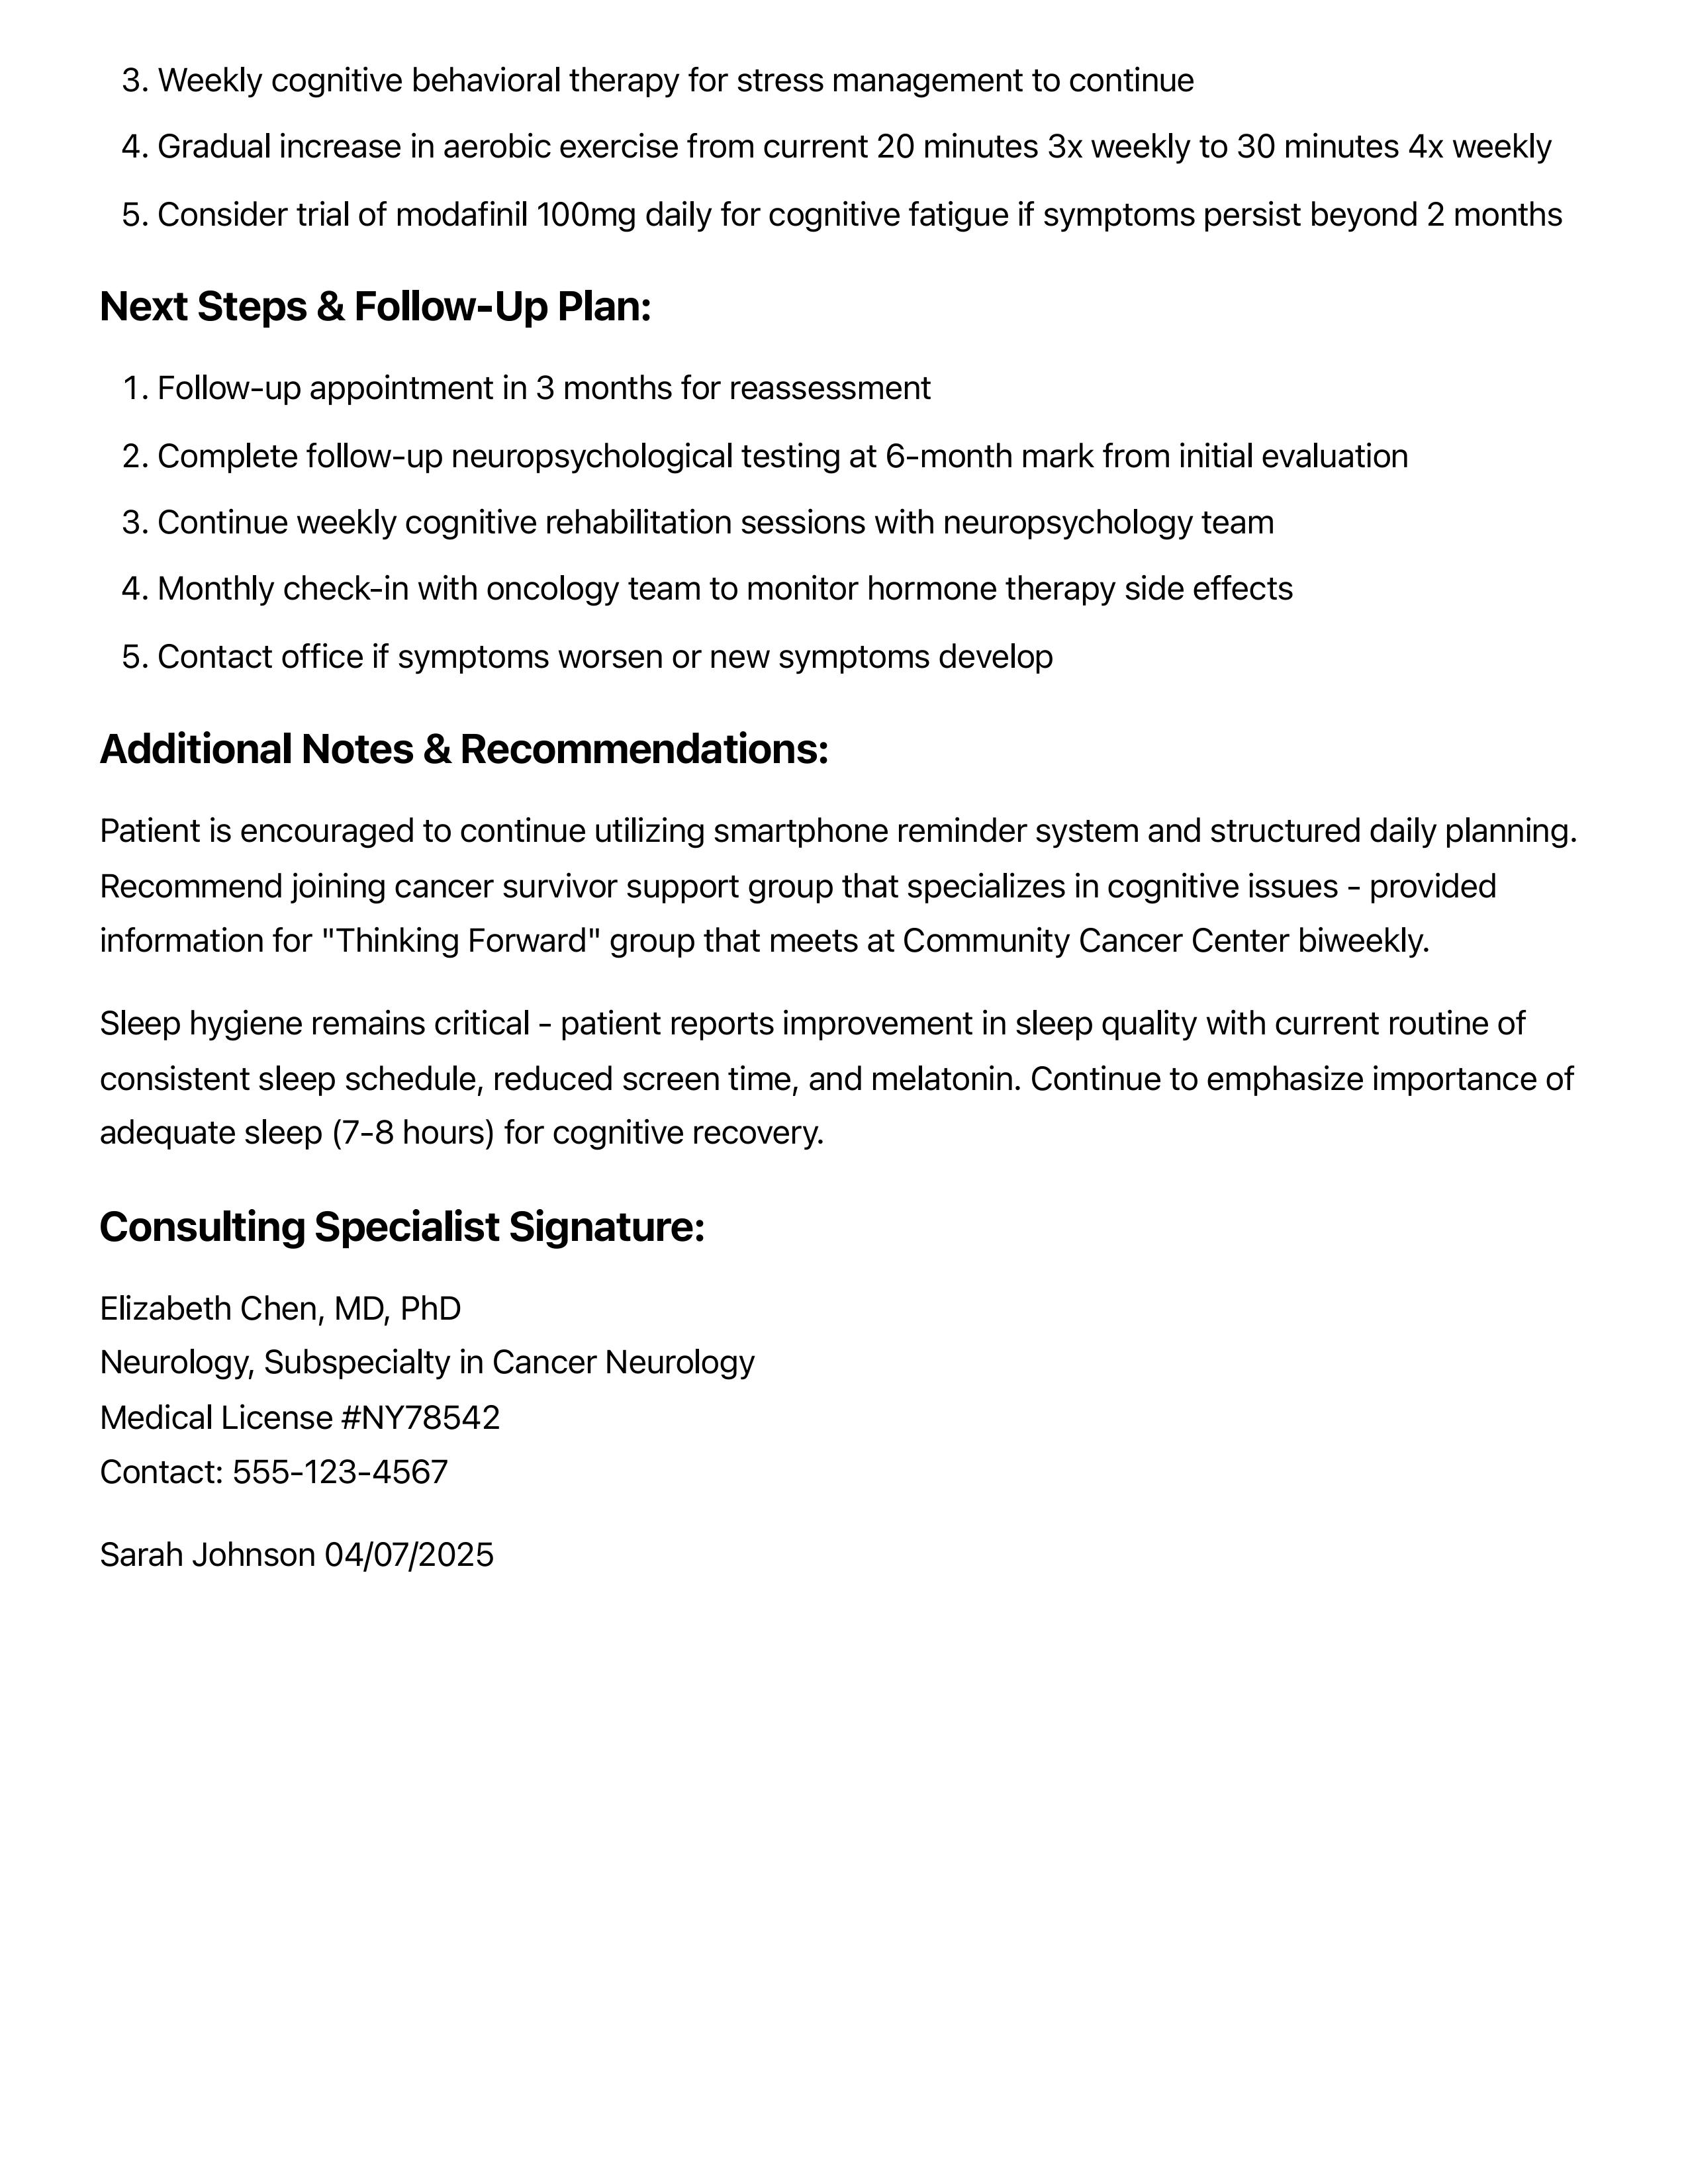 3. Weekly cognitive behavioral therapy for stress management to continue
4. Gradual increase in aerobic exercise from current 20 minutes 3x weekly to 30 minutes 4x weekly
5. Consider trial of modafinil 100mg daily for cognitive fatigue if symptoms persist beyond 2 months
Next Steps & Follow-Up Plan:
1. Follow-up appointment in 3 months for reassessment
2. Complete follow-up neuropsychological testing at 6-month mark from initial evaluation
3. Continue weekly cognitive rehabilitation sessions with neuropsychology team
4. Monthly check-in with oncology team to monitor hormone therapy side effects
5. Contact office if symptoms worsen or new symptoms develop
Additional Notes & Recommendations:
Patient is encouraged to continue utilizing smartphone reminder system and structured daily planning.
Recommend joining cancer survivor support group that specializes in cognitive issues - provided
information for "Thinking Forward" group that meets at Community Cancer Center biweekly.
Sleep hygiene remains critical - patient reports improvement in sleep quality with current routine of
consistent sleep schedule, reduced screen time, and melatonin. Continue to emphasize importance of
adequate sleep (7-8 hours) for cognitive recovery.
Consulting Specialist Signature:
Elizabeth Chen, MD, PhD
Neurology, Subspecialty in Cancer Neurology
Medical License #NY78542
Contact: 555-123-4567
Sarah Johnson 04/07/2025